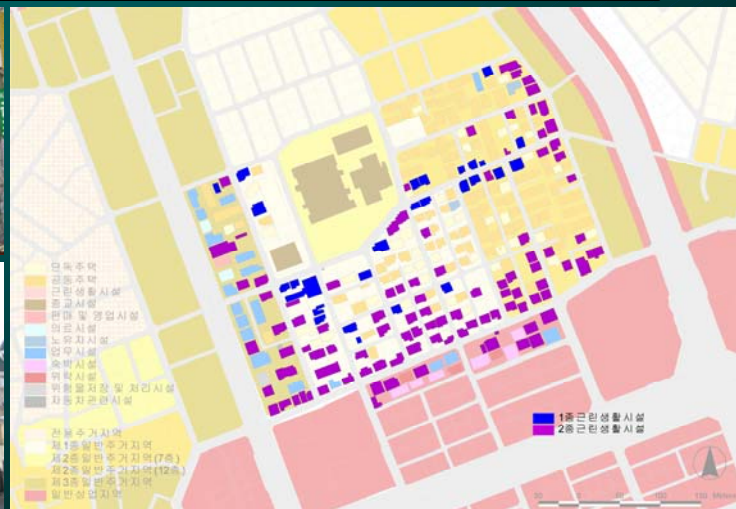 단독주택
공동주택
근린생활시설
종교시설
판매 및 영업시설
의료시설
노유자시설
업무시설
숙박시설
위락시설
위험물저장 및 처리시설
자동차관련시설
전용주거지역
제1종일반주거지역
제2종일반주거지역(7층)
제2종일반주거지역(12층)
제3종일반주거지역
일반상업지역
1종근린생활시설
2종근린생활시설